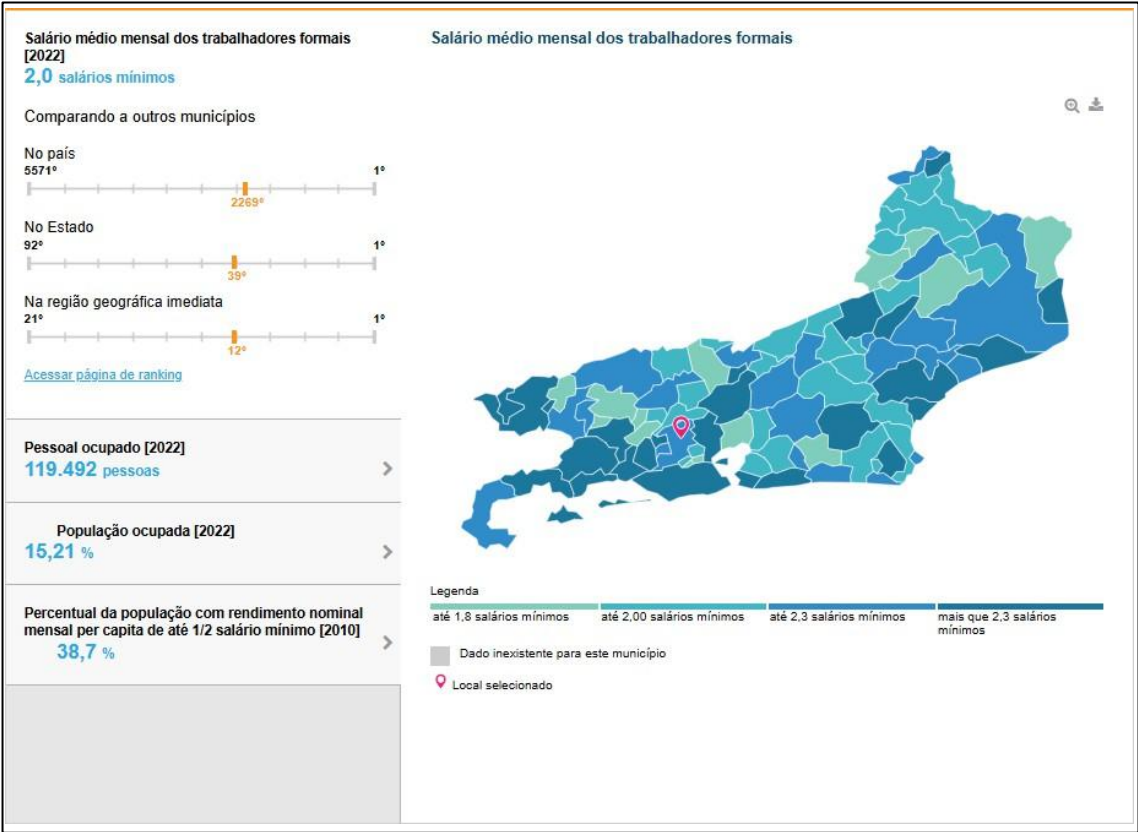 Salário médio mensal dos trabalhadores formais
[2022]
2,0 salários mínimos
Comparando a outros municípios
No país
5571º 1º
2269º
No Estado
92º 1º
39º
Na região geográfica imediata
21º 1º
12º
Acessar página de ranking
Pessoal ocupado [2022]
119.492 pessoas
População ocupada [2022]
15,21 %
Percentual da população com rendimento nominal
mensal per capita de até 1/2 salário mínimo [2010]
38,7 %
Salário médio mensal dos trabalhadores formais
Legenda
até 1,8 salários mínimos
até 2,00 salários mínimos
até 2,3 salários mínimos
mais que 2,3 salários
mínimos
Dado inexistente para este município
Local selecionado